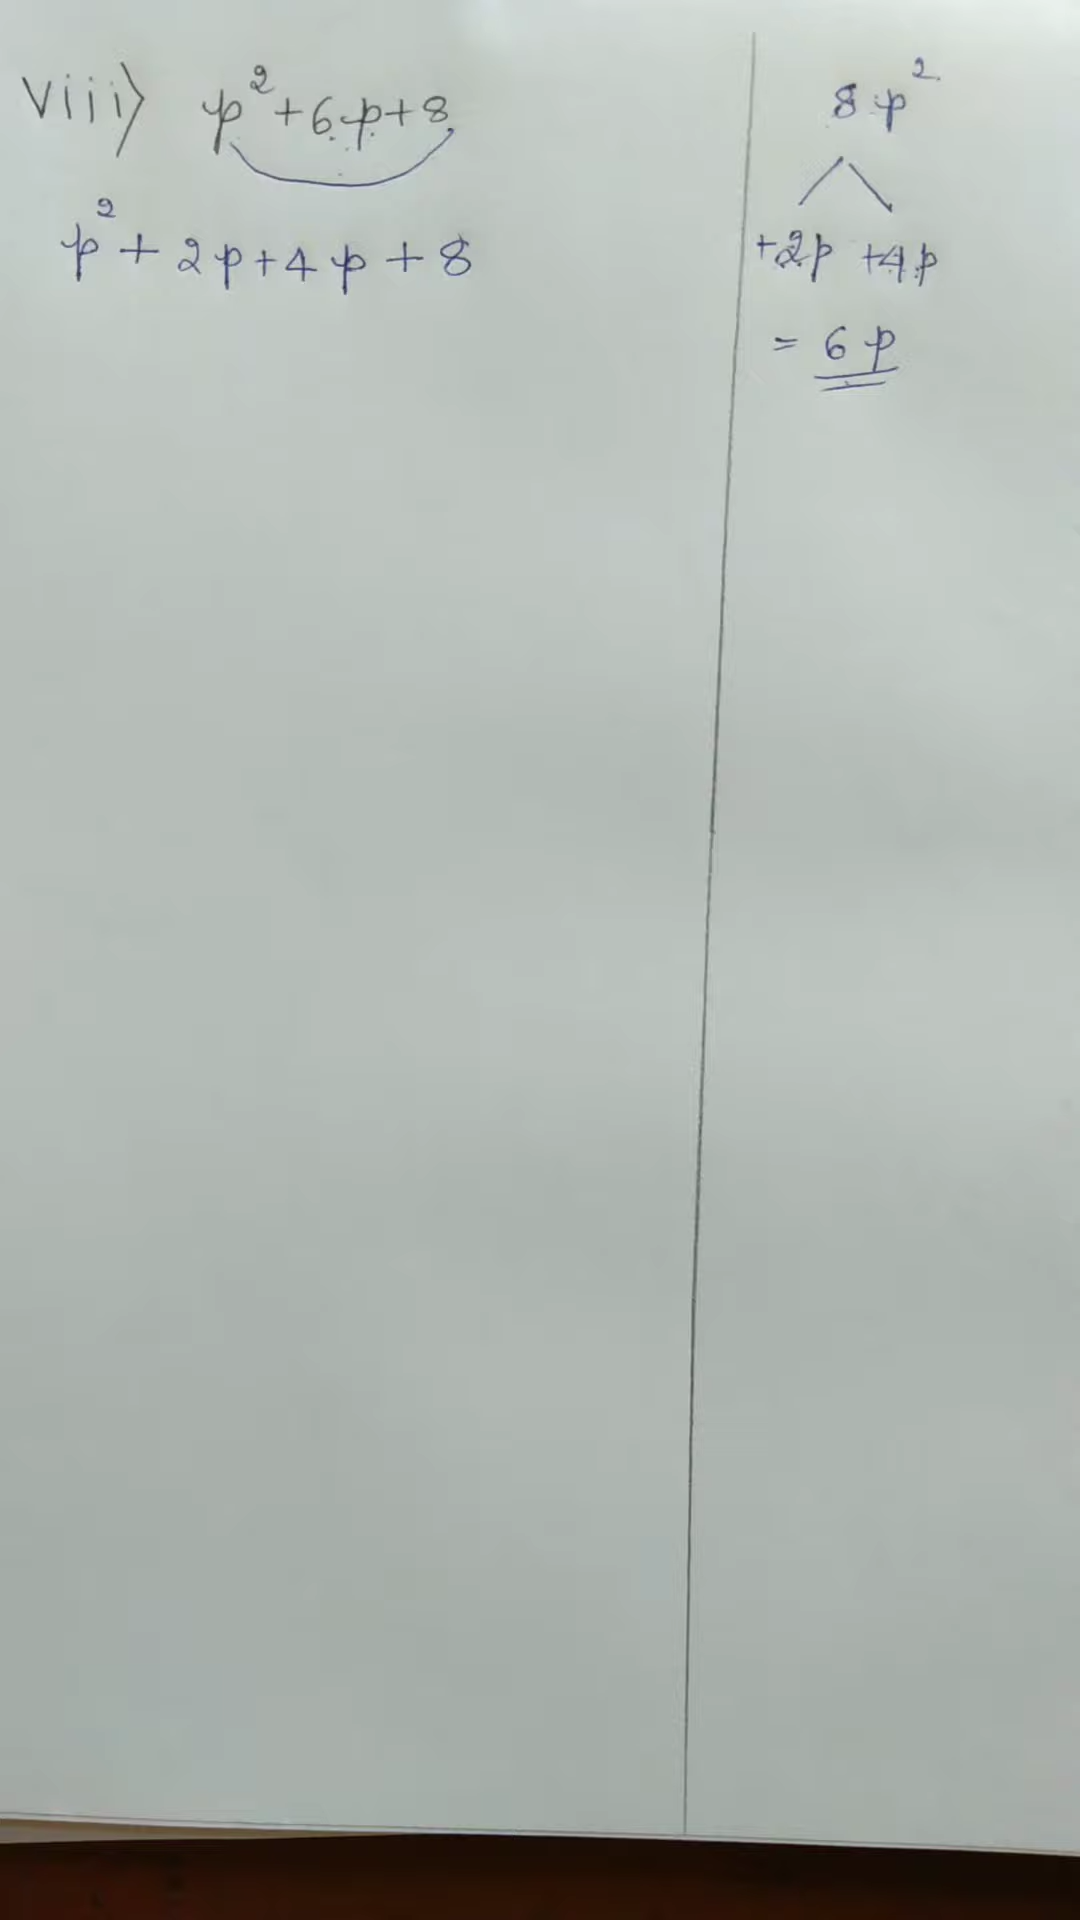 viii) p²+6p+8
p²+2p+4p+8
8p²
+2p +4p
= 6p